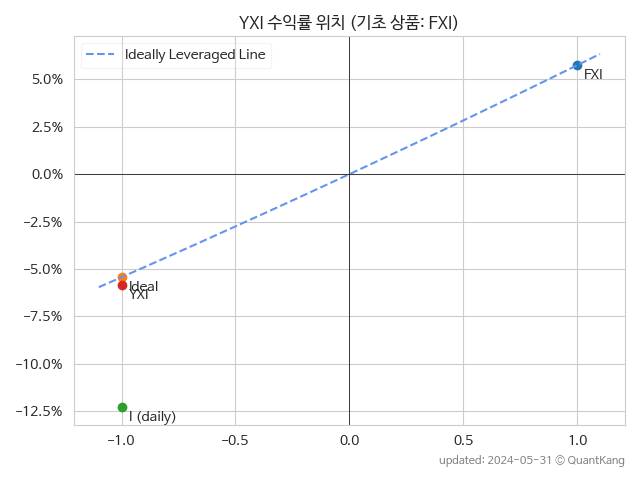 YXI 수익률 위치 (기초 상품: FXI)
Ideally Leveraged Line
5.0%
2.5%
0.0%
−2.5%
−5.0%
−7.5%
−10.0%
−12.5%
FXI
Ideal
YXI
I (daily)
−1.0
−0.5
0.0
0.5
1.0
updated: 2024-05-31 © QuantKang